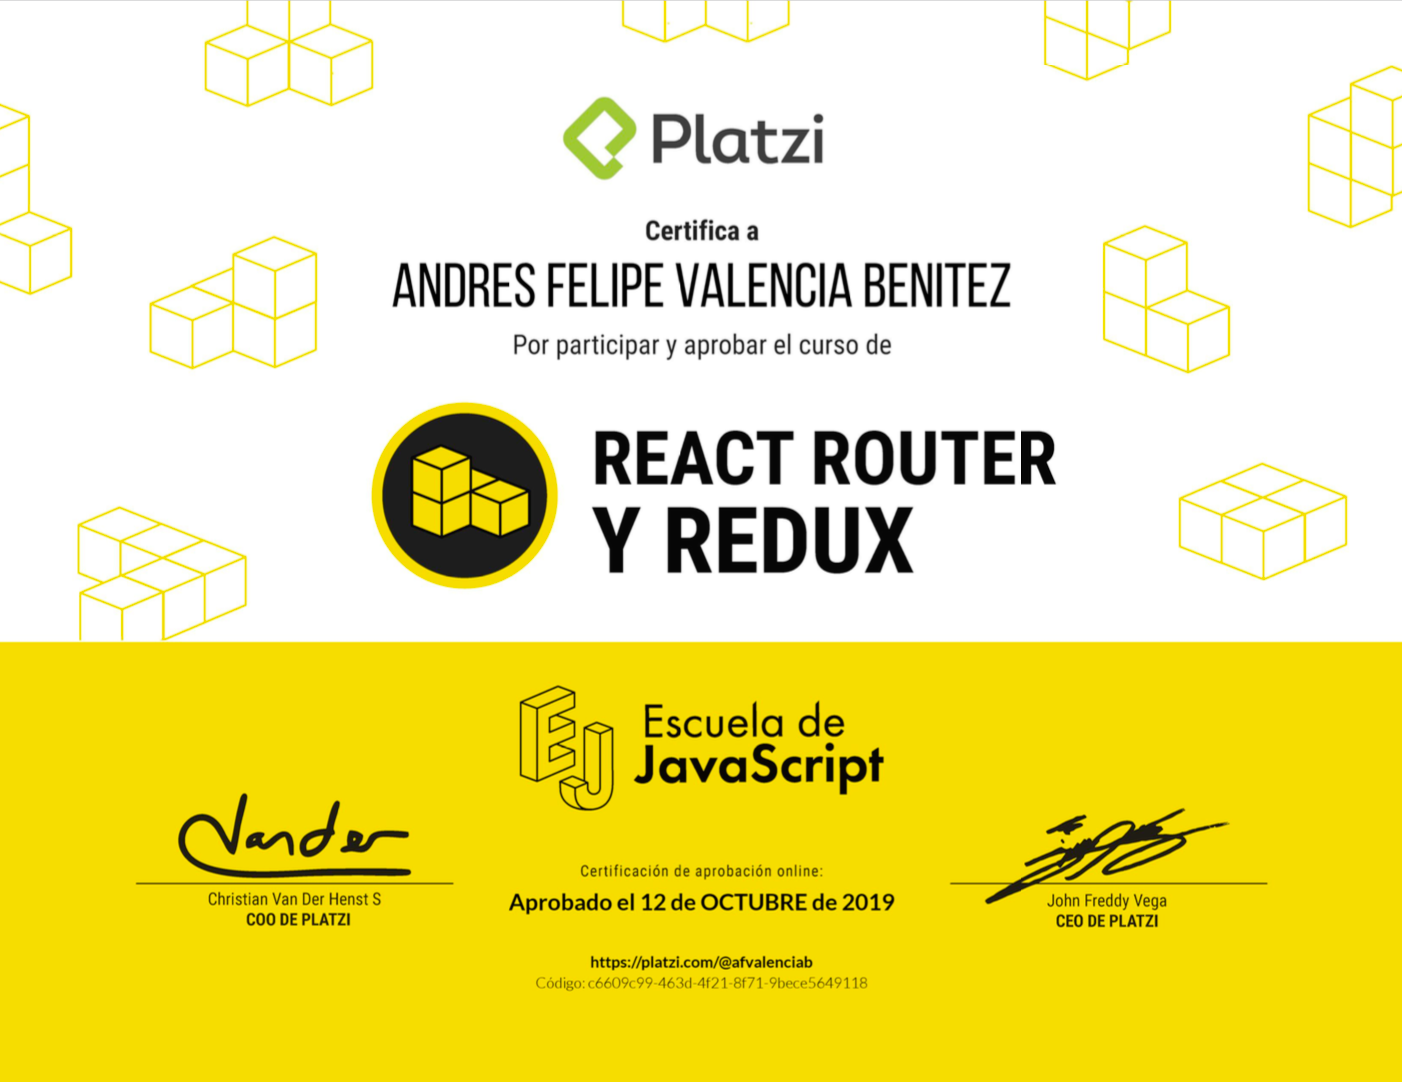 Platzi
Certifica a
ANDRES FELIPE VALENCIA BENITEZ
Por participar y aprobar el curso de
REACT ROUTER
Y REDUX
EJ
Escuela de
JavaScript
Vander
Christian Van Der Henst S
COO DE PLATZI
Certificación de aprobación online:
Aprobado el 12 de OCTUBRE de 2019
John Freddy Vega
CEO DE PLATZI
https://platzi.com/@afvalenciab
Código: c6609c99-463d-4f21-8f71-9bece5649118